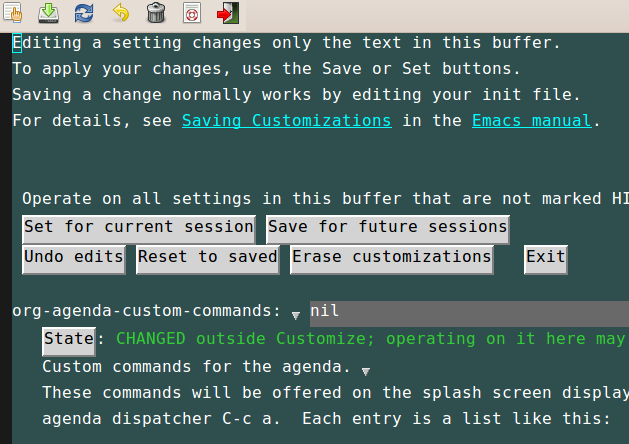 Editing a setting changes only the text in this buffer.
To apply your changes, use the Save or Set buttons.
Saving a change normally works by editing your init file.
For details, see Saving Customizations in the Emacs manual.
Operate on all settings in this buffer that are not marked HI
Set for current session Save for future sessions
Undo edits Reset to saved Erase customizations Exit
org-agenda-custom-commands: nil
State: CHANGED outside Customize; operating on it here may
Custom commands for the agenda.
These commands will be offered on the splash screen display
agenda dispatcher C-c a.  Each entry is a list like this: